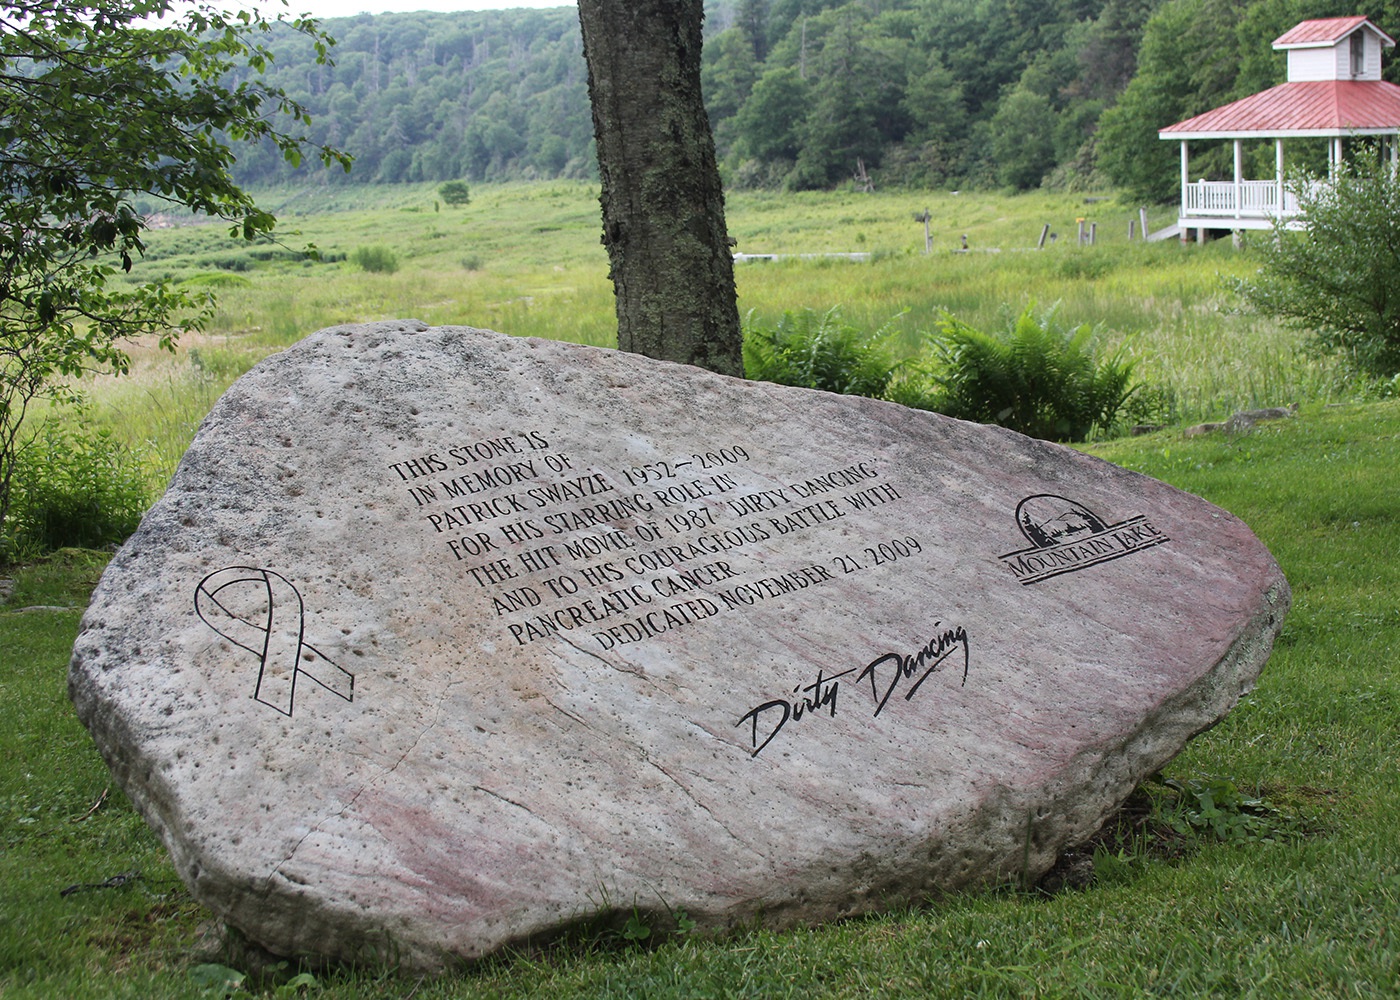 THIS STONE IS
IN MEMORY OF
PATRICK SWAYZE 1952—2009
FOR HIS STARRING ROLE IN
THE HIT MOVIE OF 1987 "DIRTY DANCING"
AND TO HIS COURAGEOUS BATTLE WITH
PANCREATIC CANCER
DEDICATED NOVEMBER 21, 2009
MOUNTAIN LAKE
Dirty Dancing